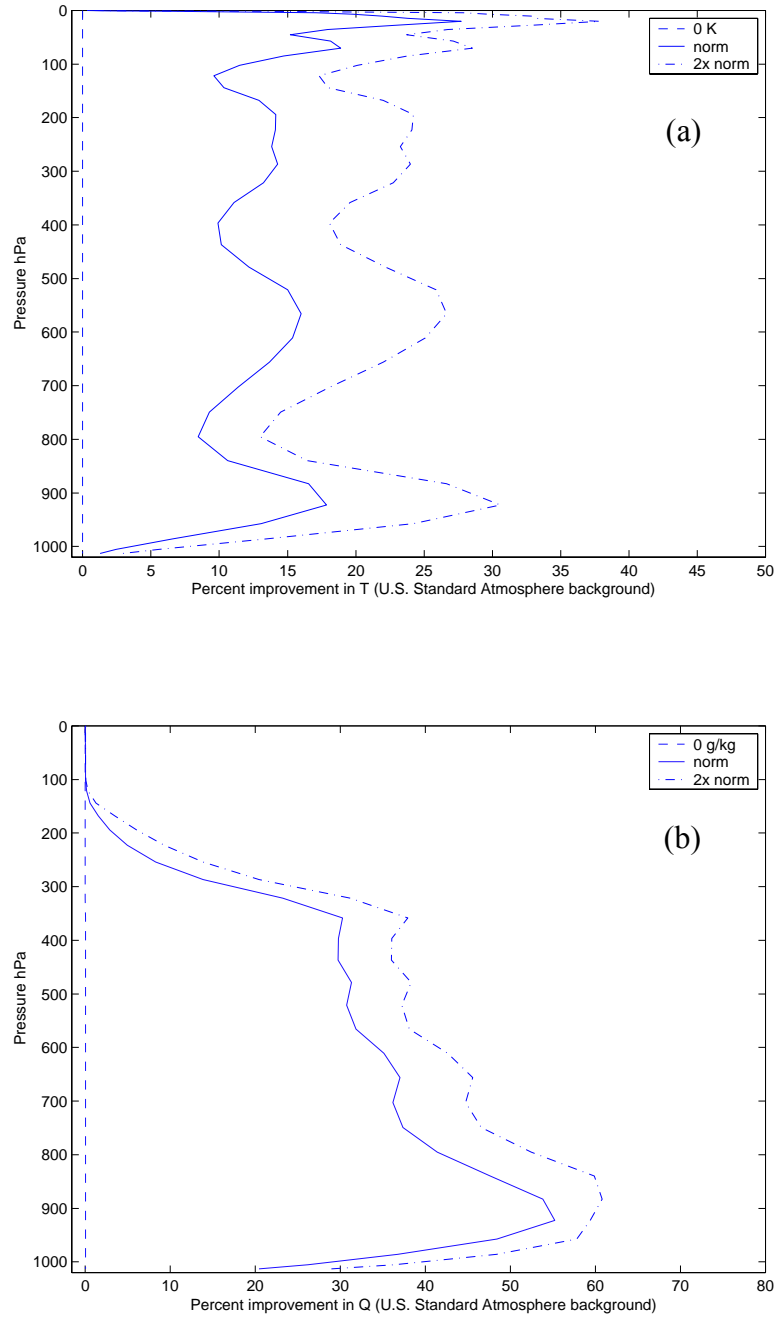 0
100
200
300
400
500
600
700
800
900
1000
Pressure hPa
0 K
norm
2x norm
(a)
0 5 10 15 20 25 30 35 40 45 50
Percent improvement in T (U.S. Standard Atmosphere background)
0
100
200
300
400
500
600
700
800
900
1000
Pressure hPa
0 g/kg
norm
2x norm
(b)
0 10 20 30 40 50 60 70 80
Percent improvement in Q (U.S. Standard Atmosphere background)